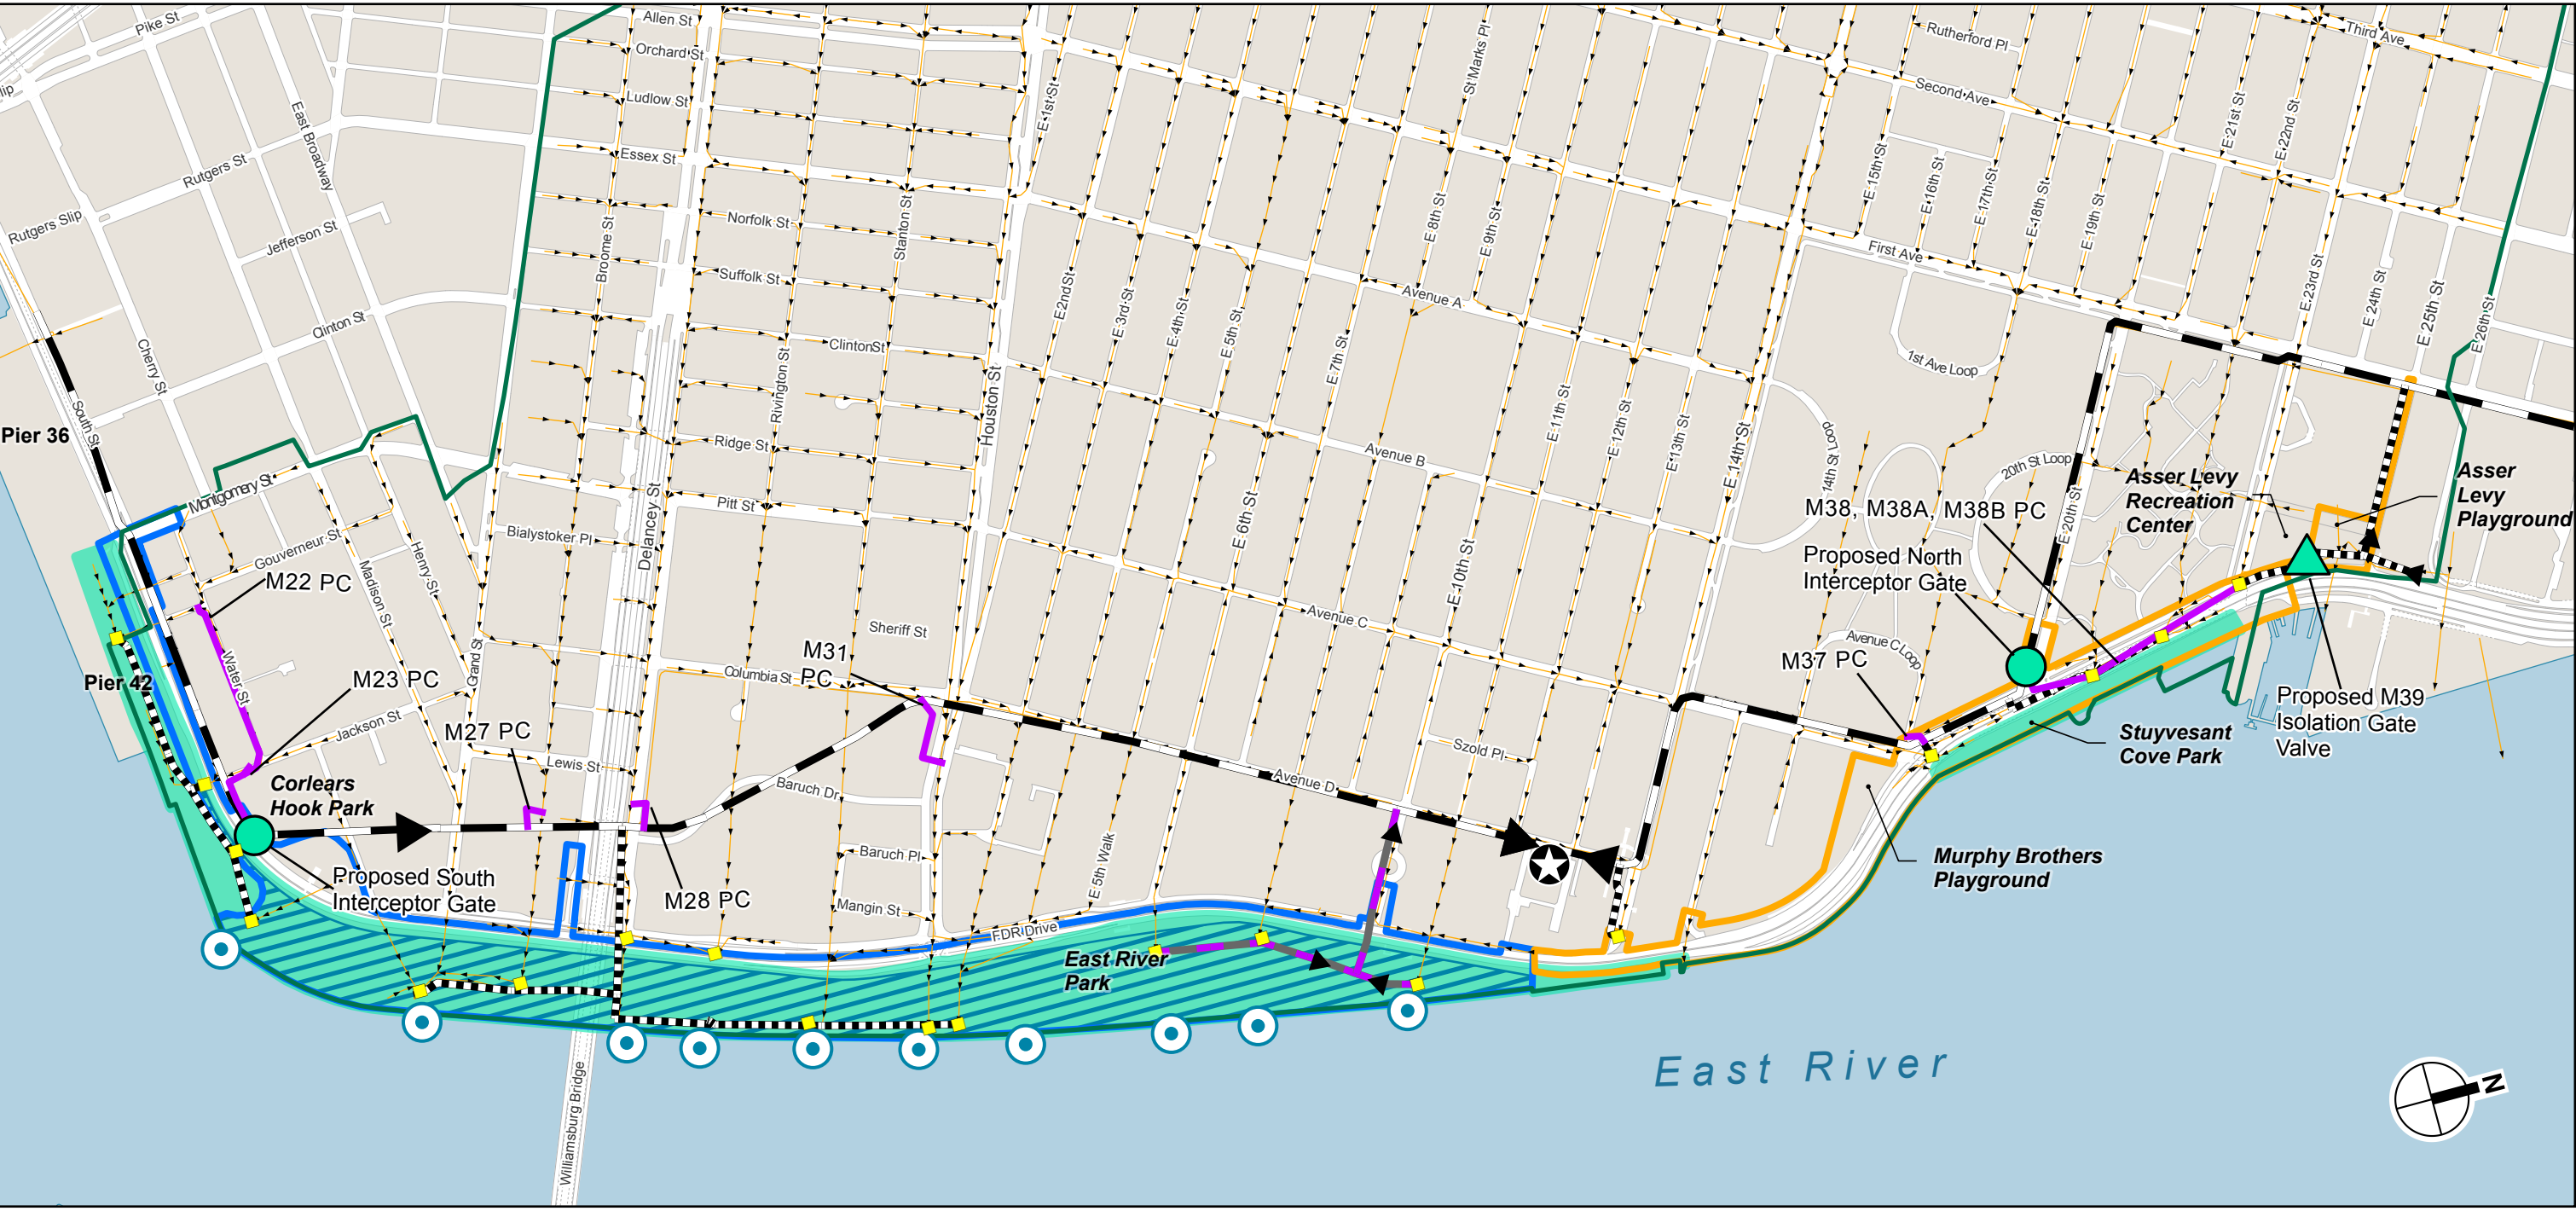 Pike St
Allen St
Orchard St
Ludlow St
Essex St
Norfolk St
Suffolk St
ClintonSt
Ridge St
Pitt St
Bialystoker Pl
Sheriff St
Columbia St
Lewis St
Baruch Dr
Baruch Pl
Mangin St
FDR Drive
East Broadway
Rutgers St
Rutgers Slip
Jefferson St
Clinton St
Cherry St
South St
Montgomery St
Gouverneur St
Madison St
Henry St
Water St
Jackson St
Grand St
Broome St
Delancey St
Rivington St
Stanton St
Houston St
E 1st St
E 2nd St
E 3rd St
E 4th St
E 5th St
E 5th Walk
E 6th St
E 7th St
St Marks Pl
E 8th St
E 9th St
E 10th St
E 11th St
E 12th St
E 13th St
E 14th St
14th St Loop
E 15th St
E 16th St
E 17th St
E 18th St
E 19th St
E 20th St
20th St Loop
E 21st St
E 22nd St
E 23rd St
E 24th St
E 25th St
E 26th St
Rutherford Pl
Third Ave
Second Ave
First Ave
1st Ave Loop
Avenue A
Avenue B
Avenue C
Avenue C Loop
Avenue D
Szold Pl
Williamsburg Bridge
Pier 36
Pier 42
M22 PC
M23 PC
M27 PC
M28 PC
M31
PC
M37 PC
M38, M38A, M38B PC
Corlears
Hook Park
Proposed South
Interceptor Gate
Proposed North
Interceptor Gate
Asser Levy
Recreation
Center
Asser
Levy
Playground
Proposed M39
Isolation Gate
Valve
Stuyvesant
Cove Park
Murphy Brothers
Playground
East River
Park
East River
N